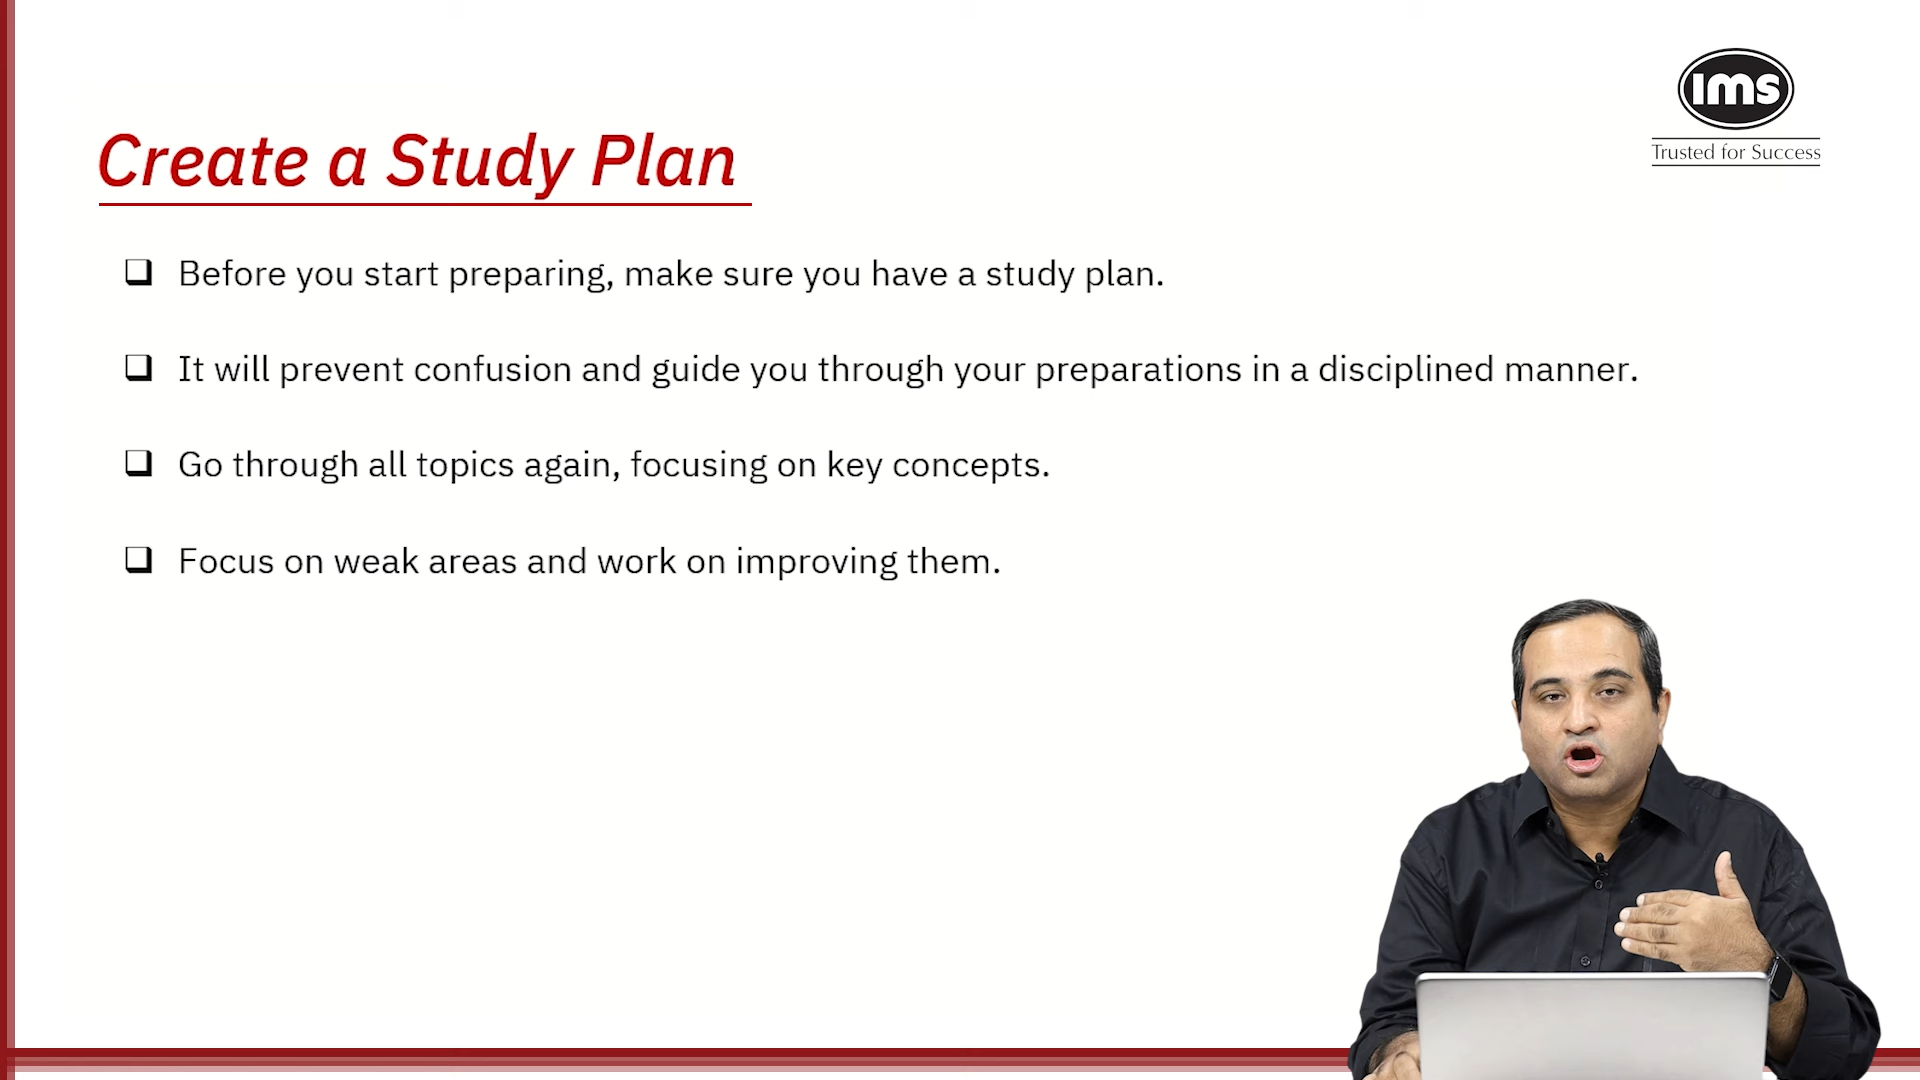 ims
Trusted for Success
Create a Study Plan
Before you start preparing, make sure you have a study plan.
It will prevent confusion and guide you through your preparations in a disciplined manner.
Go through all topics again, focusing on key concepts.
Focus on weak areas and work on improving them.